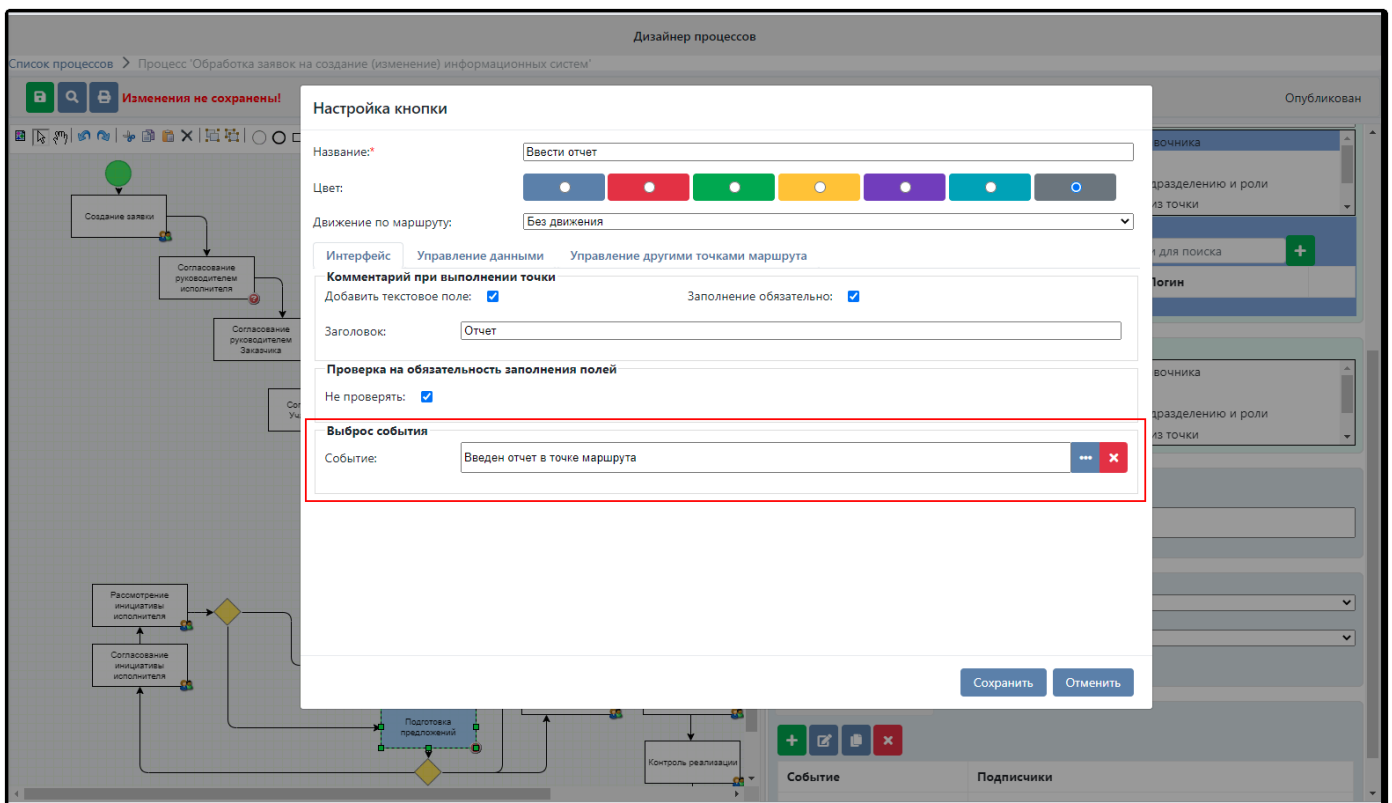 Дизайнер процессов
Список процессов > Процесс 'Обработка заявок на создание (изменение) информационных систем'
Изменения не сохранены!
Опубликован
Настройка кнопки
Название:*
Ввести отчет
Цвет:
Движение по маршруту:
Без движения
Интерфейс
Управление данными
Управление другими точками маршрута
Комментарий при выполнении точки
Добавить текстовое поле:
Заполнение обязательно:
Заголовок:
Отчет
Проверка на обязательность заполнения полей
Не проверять:
Выброс события
Событие:
Введен отчет в точке маршрута
Сохранить
Отменить
Создание заявки
Согласование
руководителем
исполнителя
Согласование
руководителем
Заказчика
Рассмотрение
инициативы
исполнителя
Согласование
инициативы
исполнителя
Подготовка
предложений
Контроль реализации
вочника
дразделению и роли
из точки
и для поиска
Логин
вочника
дразделению и роли
из точки
Событие
Подписчики